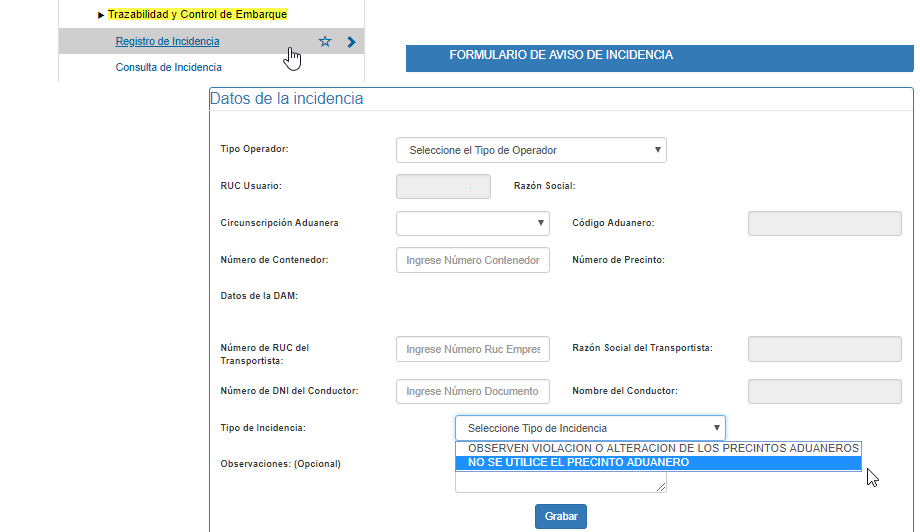 Trazabilidad y Control de Embarque
Registro de Incidencia
Consulta de Incidencia
FORMULARIO DE AVISO DE INCIDENCIA
Datos de la incidencia
Tipo Operador: Seleccione el Tipo de Operador
RUC Usuario: Razón Social:
Circunscripción Aduanera Código Aduanero:
Número de Contenedor: Ingrese Número Contenedor Número de Precinto:
Datos de la DAM:
Número de RUC del Transportista: Ingrese Número Ruc Empres Razón Social del Transportista:
Número de DNI del Conductor: Ingrese Número Documento Nombre del Conductor:
Tipo de Incidencia: Seleccione Tipo de Incidencia
OBSERVEN VIOLACION O ALTERACION DE LOS PRECINTOS ADUANEROS
NO SE UTILICE EL PRECINTO ADUANERO
Observaciones: (Opcional)
Grabar